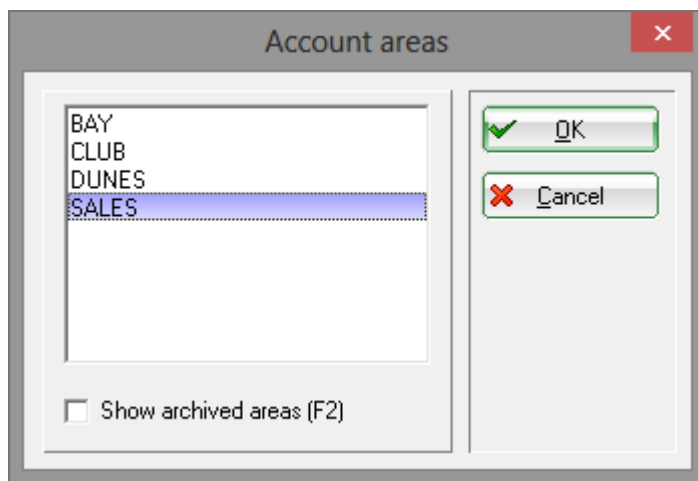 Account areas
BAY
CLUB
DUNES
SALES
Show archived areas (F2)
OK
Cancel